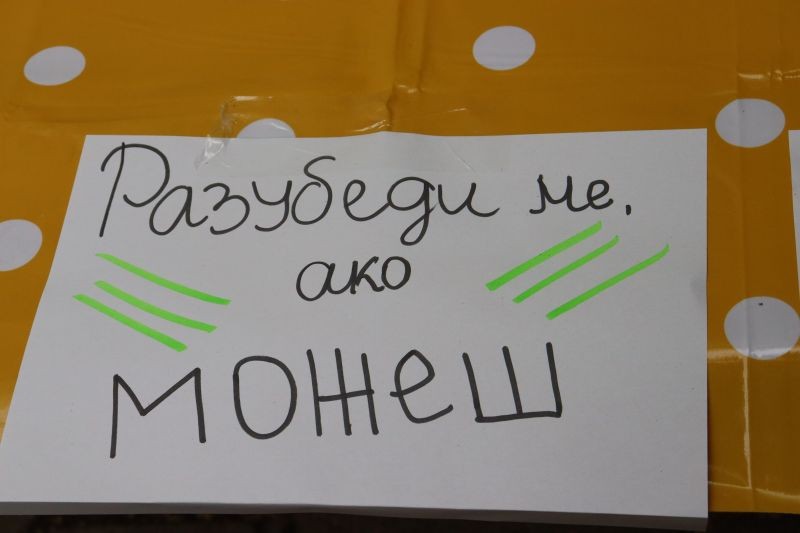 Разубеди ме,
ако
можеш